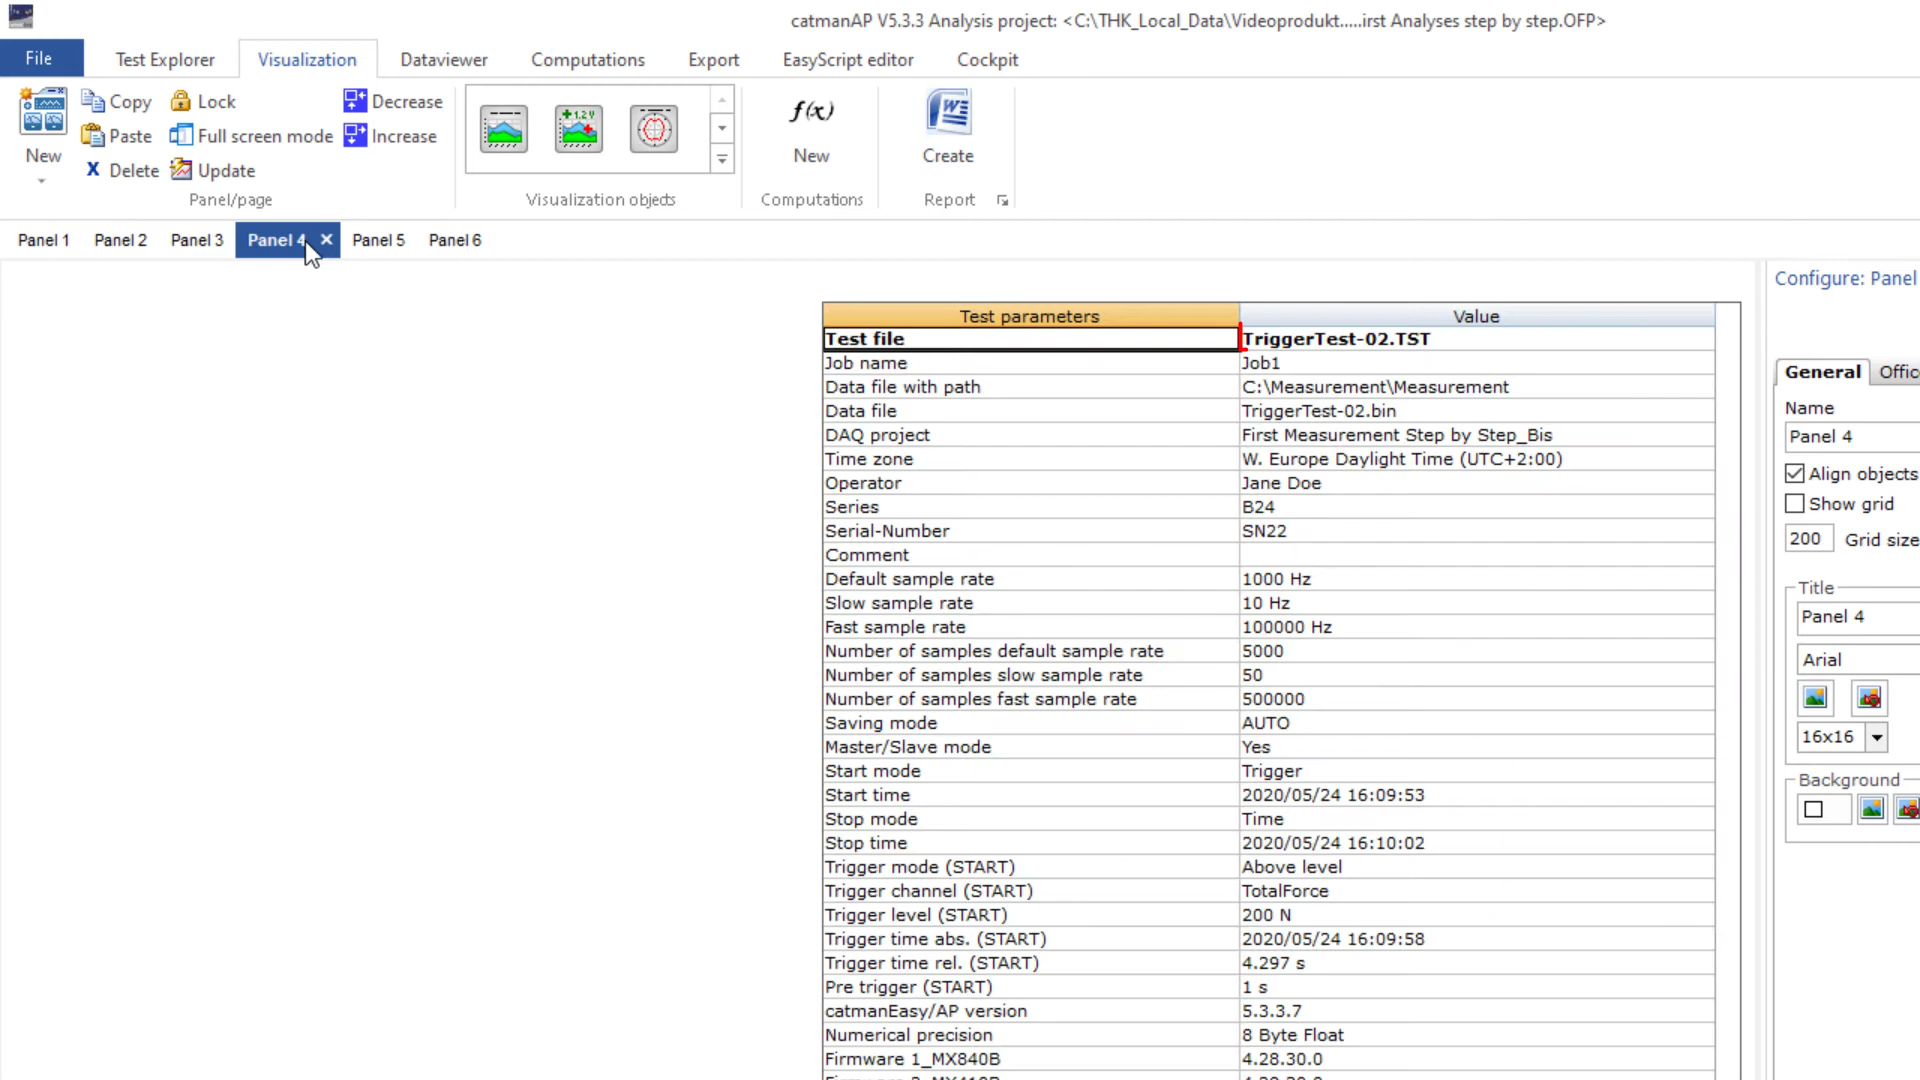 catmanAP V5.3.3 Analysis project: <C:\THK_Local_Data\Videoprodukt.....irst Analyses step by step.OFP>
File Test Explorer Visualization Dataviewer Computations Export EasyScript editor Cockpit
Copy Lock Decrease
Paste Full screen mode Increase
New Delete Update
Panel/page
+1.2 V
Visualization objects
f(x)
New
Computations
Create
Report
Panel 1 Panel 2 Panel 3 Panel 4 Panel 5 Panel 6
Test parameters Value
Test file TriggerTest-02.TST
Job name Job1
Data file with path C:\Measurement\Measurement
Data file TriggerTest-02.bin
DAQ project First Measurement Step by Step_Bis
Time zone W. Europe Daylight Time (UTC+2:00)
Operator Jane Doe
Series B24
Serial-Number SN22
Comment
Default sample rate 1000 Hz
Slow sample rate 10 Hz
Fast sample rate 100000 Hz
Number of samples default sample rate 5000
Number of samples slow sample rate 50
Number of samples fast sample rate 500000
Saving mode AUTO
Master/Slave mode Yes
Start mode Trigger
Start time 2020/05/24 16:09:53
Stop mode Time
Stop time 2020/05/24 16:10:02
Trigger mode (START) Above level
Trigger channel (START) TotalForce
Trigger level (START) 200 N
Trigger time abs. (START) 2020/05/24 16:09:58
Trigger time rel. (START) 4.297 s
Pre trigger (START) 1 s
catmanEasy/AP version 5.3.3.7
Numerical precision 8 Byte Float
Firmware 1_MX840B 4.28.30.0
Configure: Panel
General Offic
Name
Panel 4
Align objects
Show grid
200 Grid size
Title
Panel 4
Arial
16x16
Background